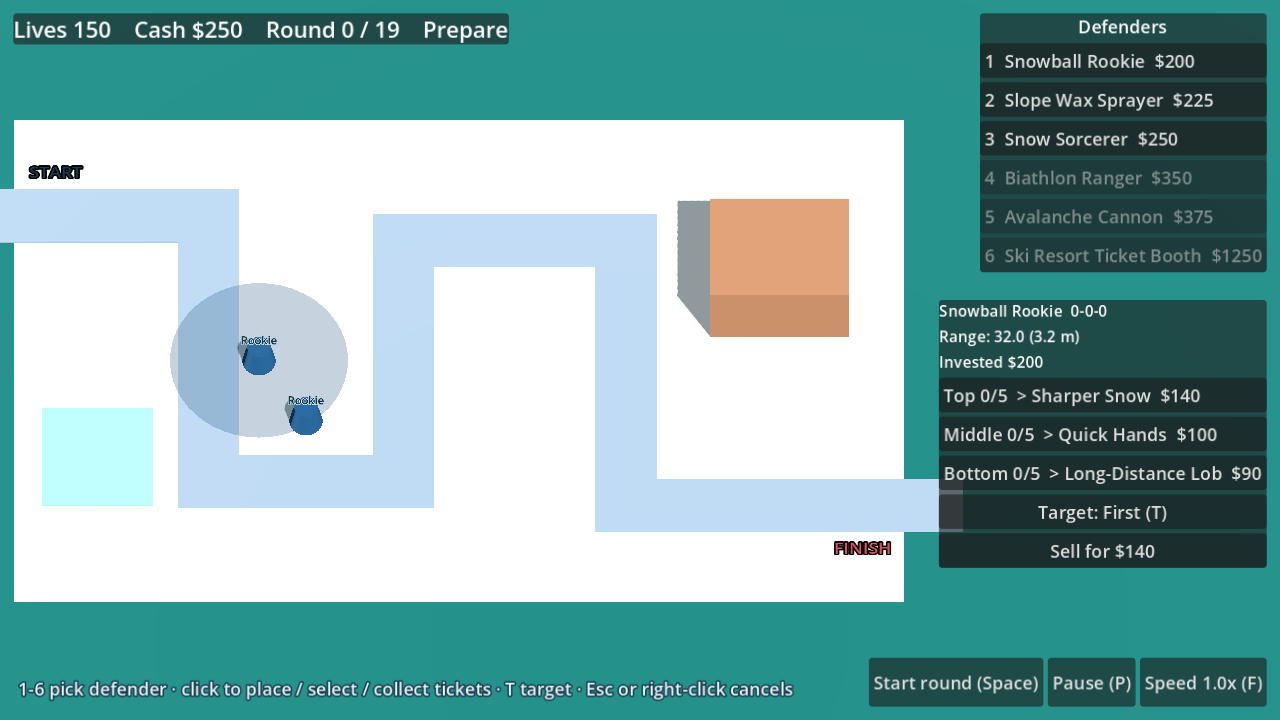 Lives 150 Cash $250 Round 0 / 19 Prepare
Defenders
1 Snowball Rookie $200
2 Slope Wax Sprayer $225
3 Snow Sorcerer $250
4 Biathlon Ranger $350
5 Avalanche Cannon $375
6 Ski Resort Ticket Booth $1250
START
Rookie
Rookie
FINISH
Snowball Rookie 0-0-0
Range: 32.0 (3.2 m)
Invested $200
Top 0/5 > Sharper Snow $140
Middle 0/5 > Quick Hands $100
Bottom 0/5 > Long-Distance Lob $90
Target: First (T)
Sell for $140
1-6 pick defender · click to place / select / collect tickets · T target · Esc or right-click cancels
Start round (Space) Pause (P) Speed 1.0x (F)